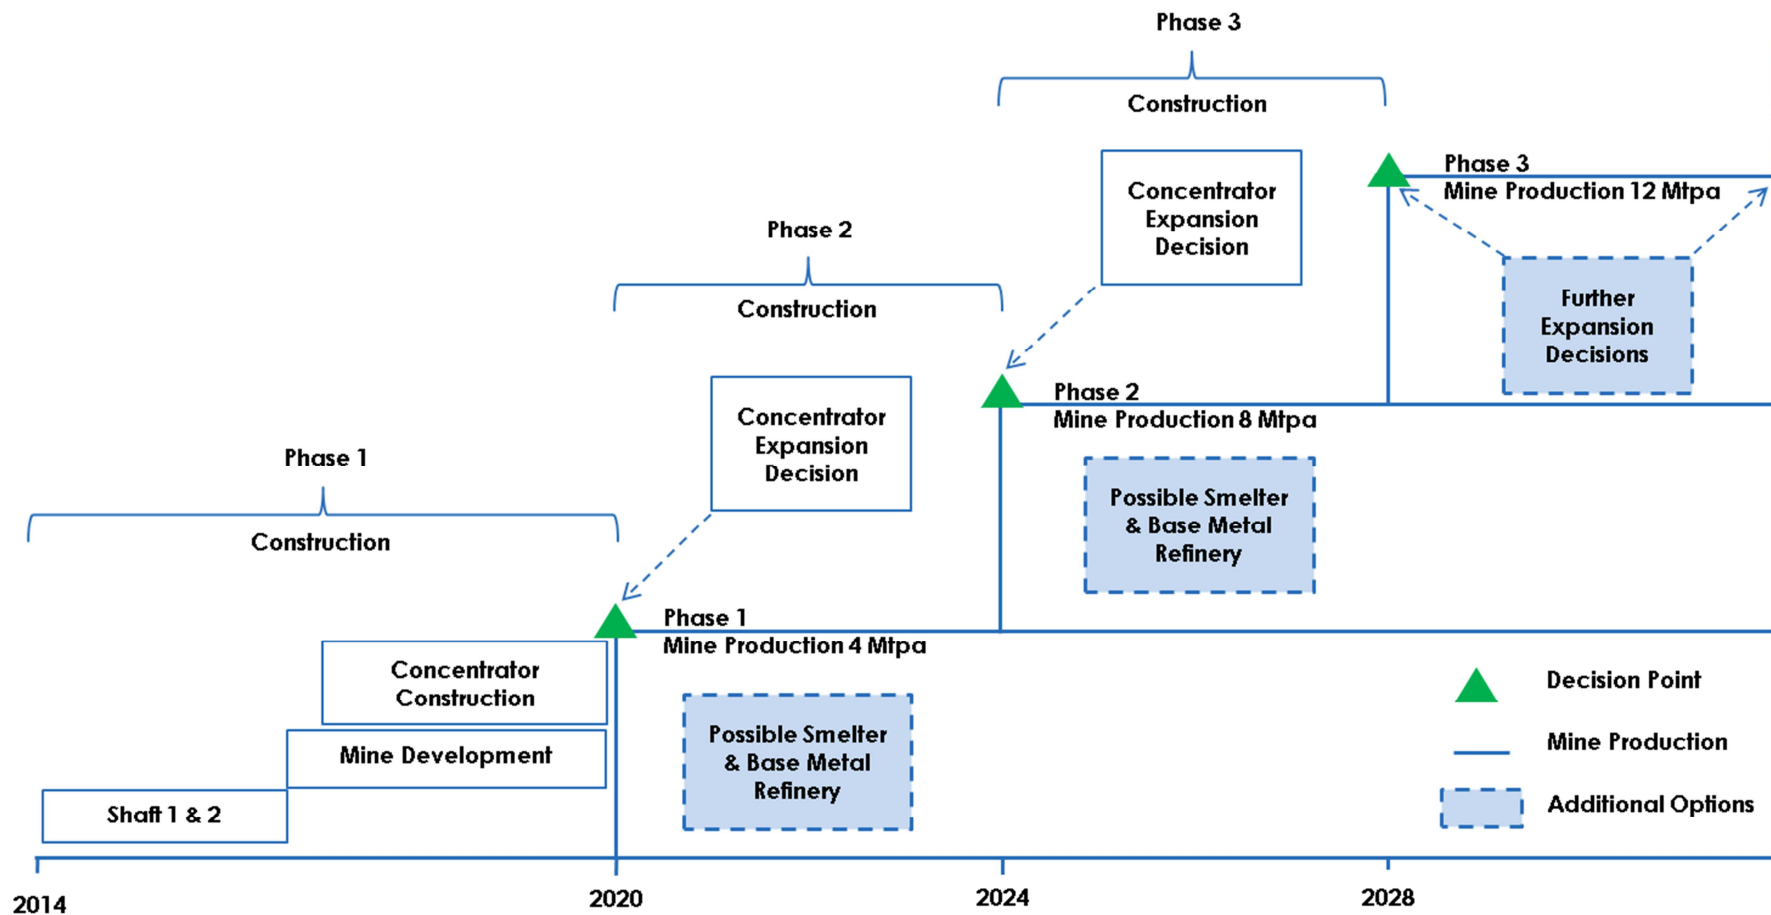 Phase 3
Construction
Concentrator
Expansion
Decision
Phase 3
Mine Production 12 Mtpa
Further
Expansion
Decisions
Phase 2
Construction
Concentrator
Expansion
Decision
Phase 2
Mine Production 8 Mtpa
Possible Smelter
& Base Metal
Refinery
Phase 1
Construction
Phase 1
Mine Production 4 Mtpa
Concentrator
Construction
Mine Development
Shaft 1 & 2
Possible Smelter
& Base Metal
Refinery
Decision Point
Mine Production
Additional Options
2014
2020
2024
2028